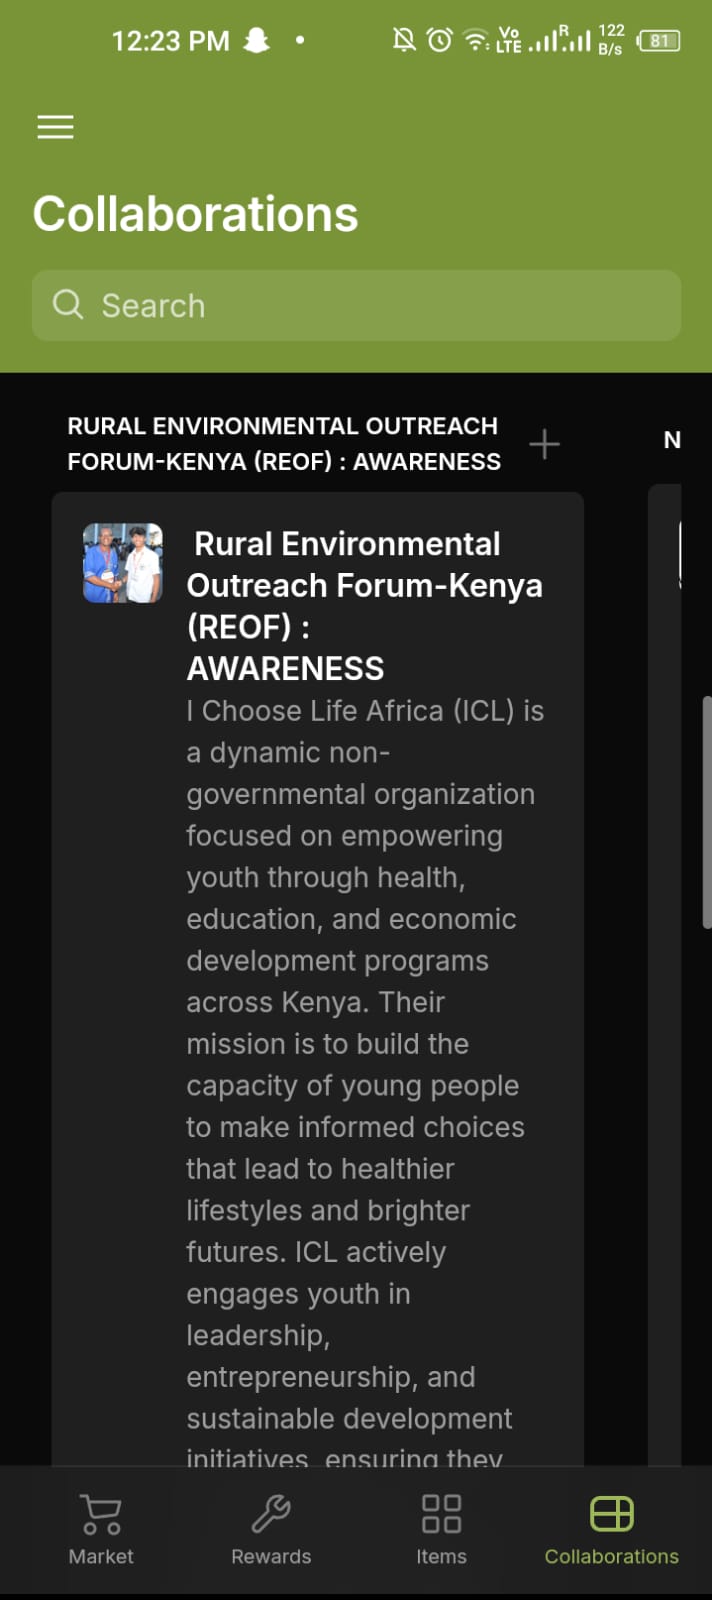 12:23 PM
Vo
LTE
R
122
B/s
81
Collaborations
Search
RURAL ENVIRONMENTAL OUTREACH
FORUM-KENYA (REOF) : AWARENESS
N
Rural Environmental
Outreach Forum-Kenya
(REOF) :
AWARENESS
I Choose Life Africa (ICL) is
a dynamic non-
governmental organization
focused on empowering
youth through health,
education, and economic
development programs
across Kenya. Their
mission is to build the
capacity of young people
to make informed choices
that lead to healthier
lifestyles and brighter
futures. ICL actively
engages youth in
leadership,
entrepreneurship, and
sustainable development
initiatives, ensuring they
Market
Rewards
Items
Collaborations